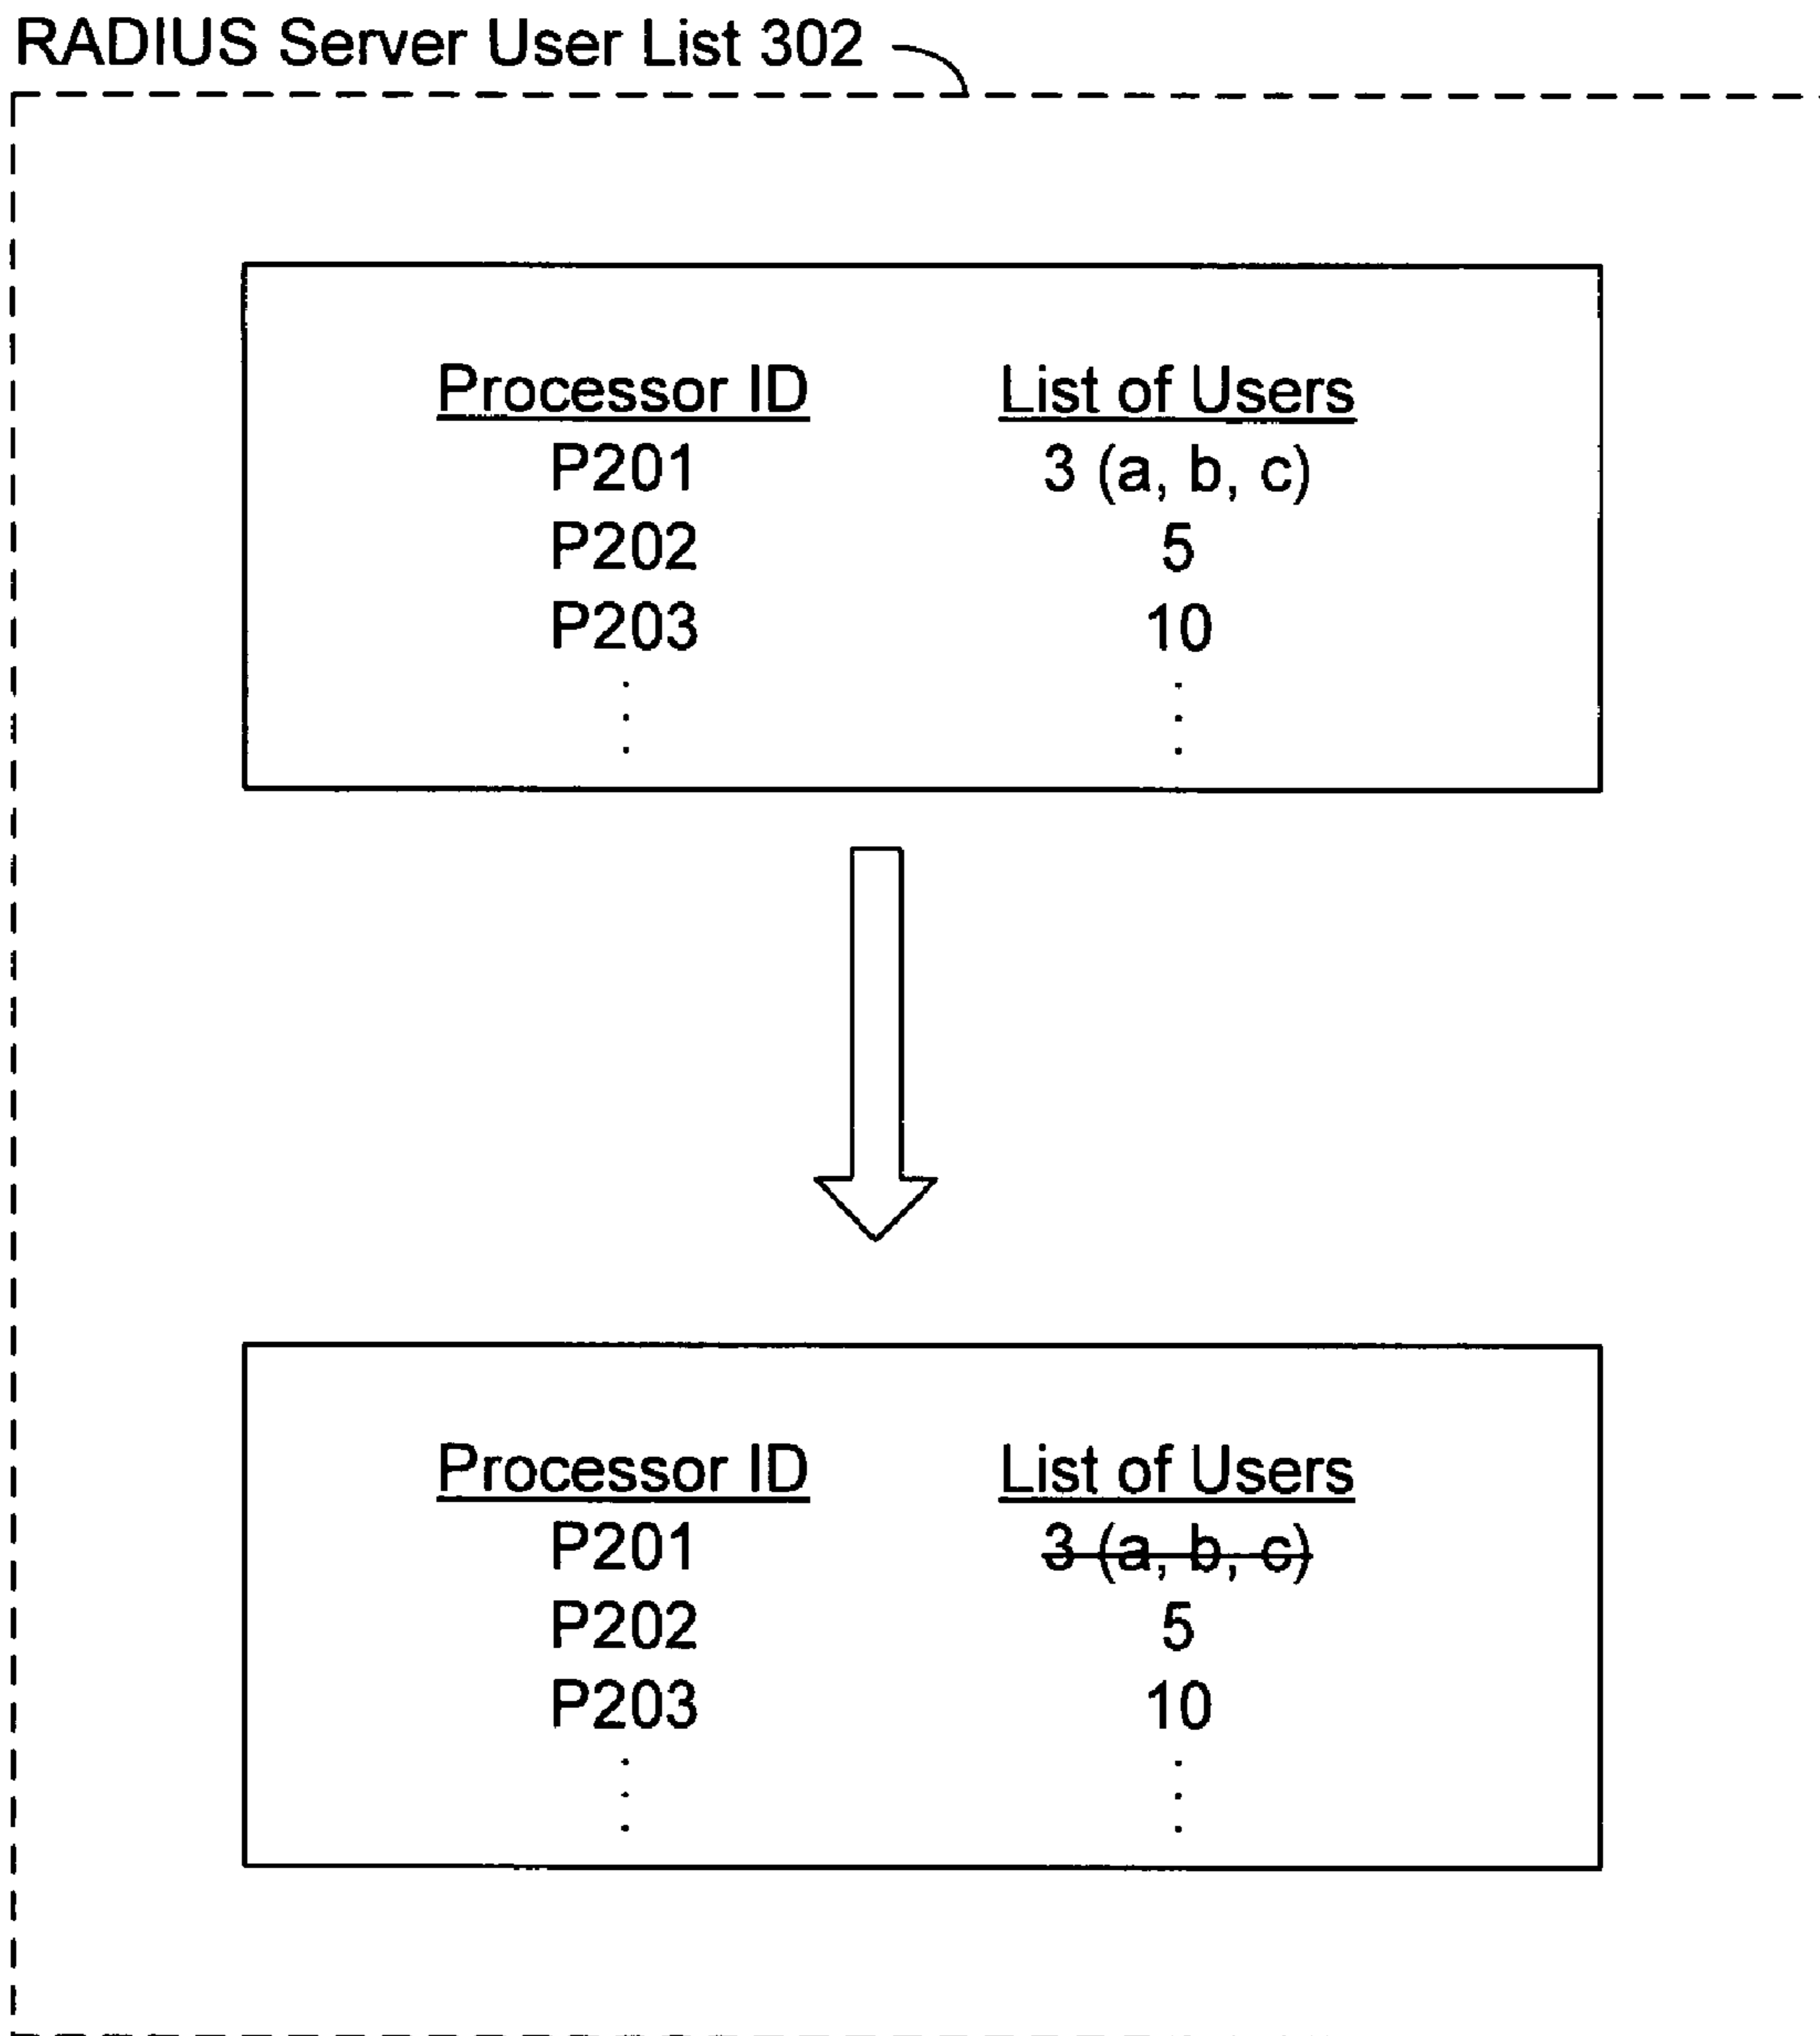 RADIUS Server User List 302
Processor ID List of Users
P201 3 (a, b, c)
P202 5
P203 10
Processor ID List of Users
P201 3 (a, b, c)
P202 5
P203 10